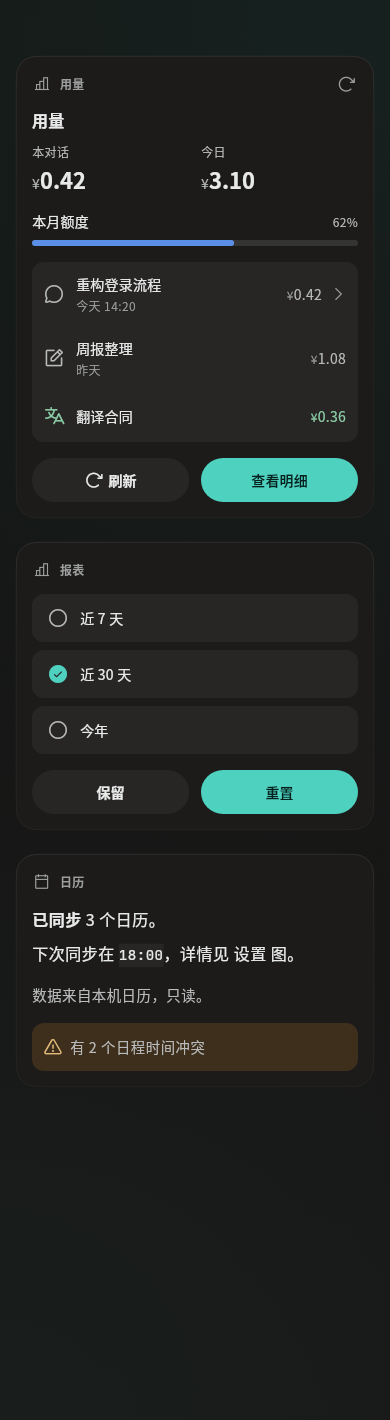 用量
用量
本对话
今日
¥0.42
¥3.10
本月额度
62%
重构登录流程
今天 14:20
¥0.42
周报整理
昨天
¥1.08
翻译合同
¥0.36
刷新
查看明细
报表
近 7 天
近 30 天
今年
保留
重置
日历
已同步 3 个日历。
下次同步在 18:00，详情见 设置 图。
数据来自本机日历，只读。
有 2 个日程时间冲突